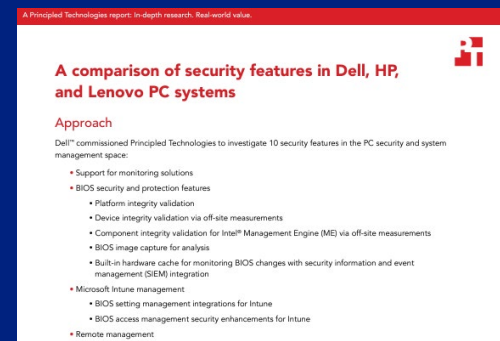 A Principled Technologies report: In-depth research. Real-world value.
PT
A comparison of security features in Dell, HP,
and Lenovo PC systems
Approach
Dell™ commissioned Principled Technologies to investigate 10 security features in the PC security and system
management space:
• Support for monitoring solutions
• BIOS security and protection features
• Platform integrity validation
• Device integrity validation via off-site measurements
• Component integrity validation for Intel® Management Engine (ME) via off-site measurements
• BIOS image capture for analysis
• Built-in hardware cache for monitoring BIOS changes with security information and event
management (SIEM) integration
• Microsoft Intune management
• BIOS setting management integrations for Intune
• BIOS access management security enhancements for Intune
• Remote management